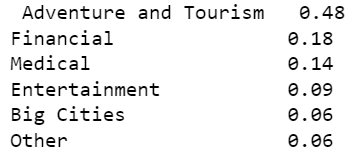 Adventure and Tourism 0.48
Financial 0.18
Medical 0.14
Entertainment 0.09
Big Cities 0.06
Other 0.06